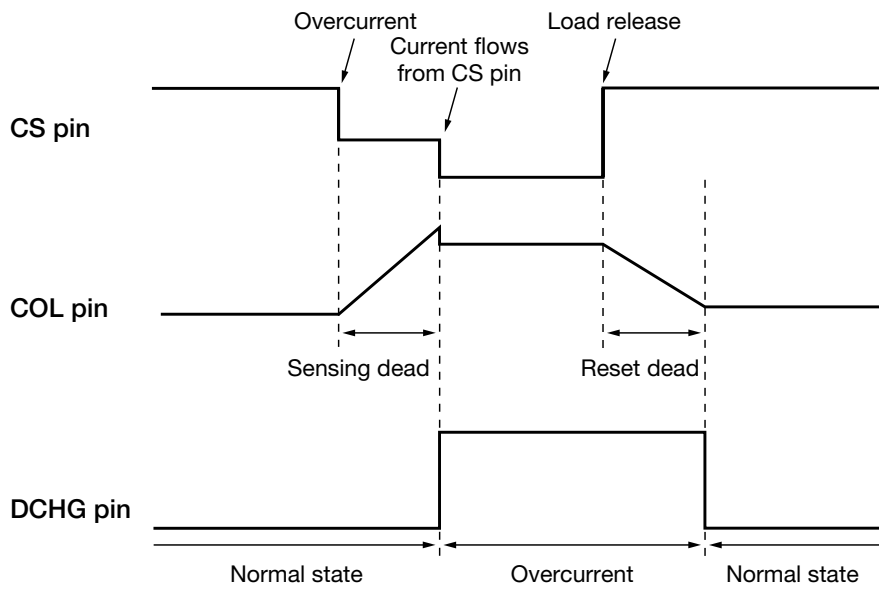 Overcurrent
Load release
Current flows
from CS pin
CS pin
COL pin
Sensing dead
Reset dead
DCHG pin
Normal state
Overcurrent
Normal state